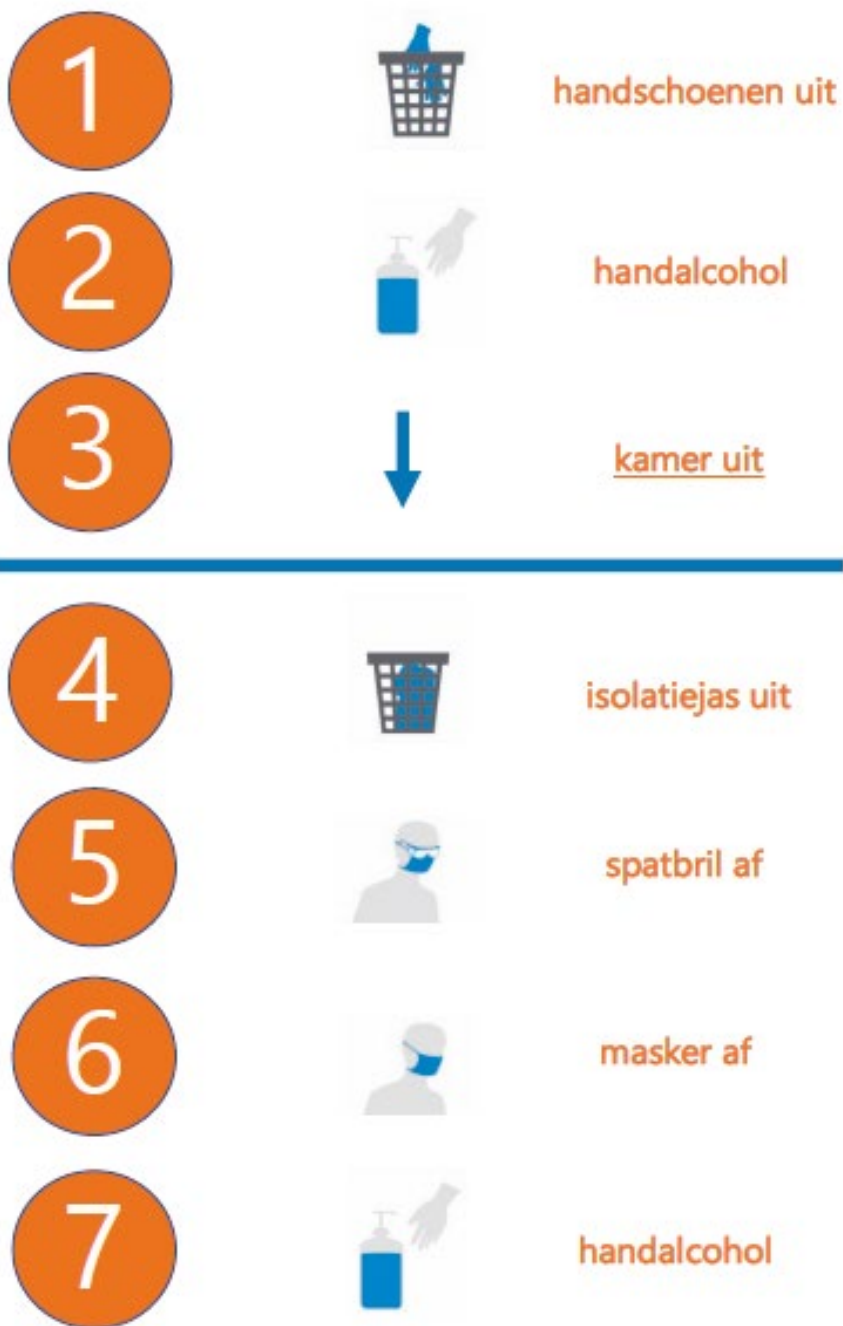 1
handschoenen uit
2
handalcohol
3
kamer uit
4
isolatiejas uit
5
spatbril af
6
masker af
7
handalcohol